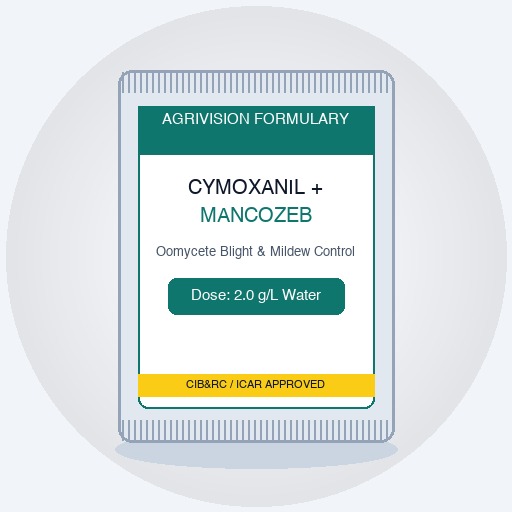 AGRIVISION FORMULARY
CYMOXANIL +
MANCOZEB
Oomycete Blight & Mildew Control
Dose: 2.0 g/L Water
CIB&RC / ICAR APPROVED